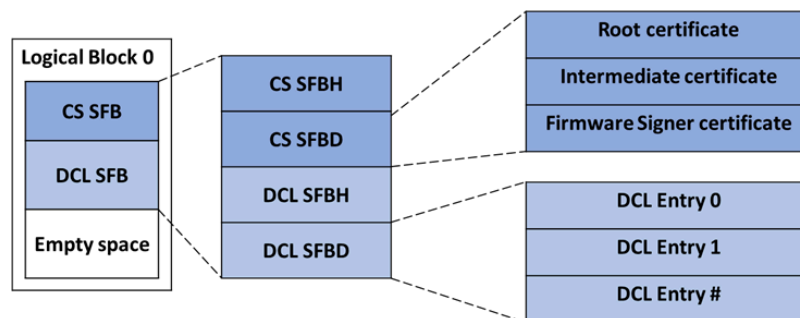 Logical Block 0
CS SFB
DCL SFB
Empty space
CS SFBH
CS SFBD
DCL SFBH
DCL SFBD
Root certificate
Intermediate certificate
Firmware Signer certificate
DCL Entry 0
DCL Entry 1
DCL Entry #